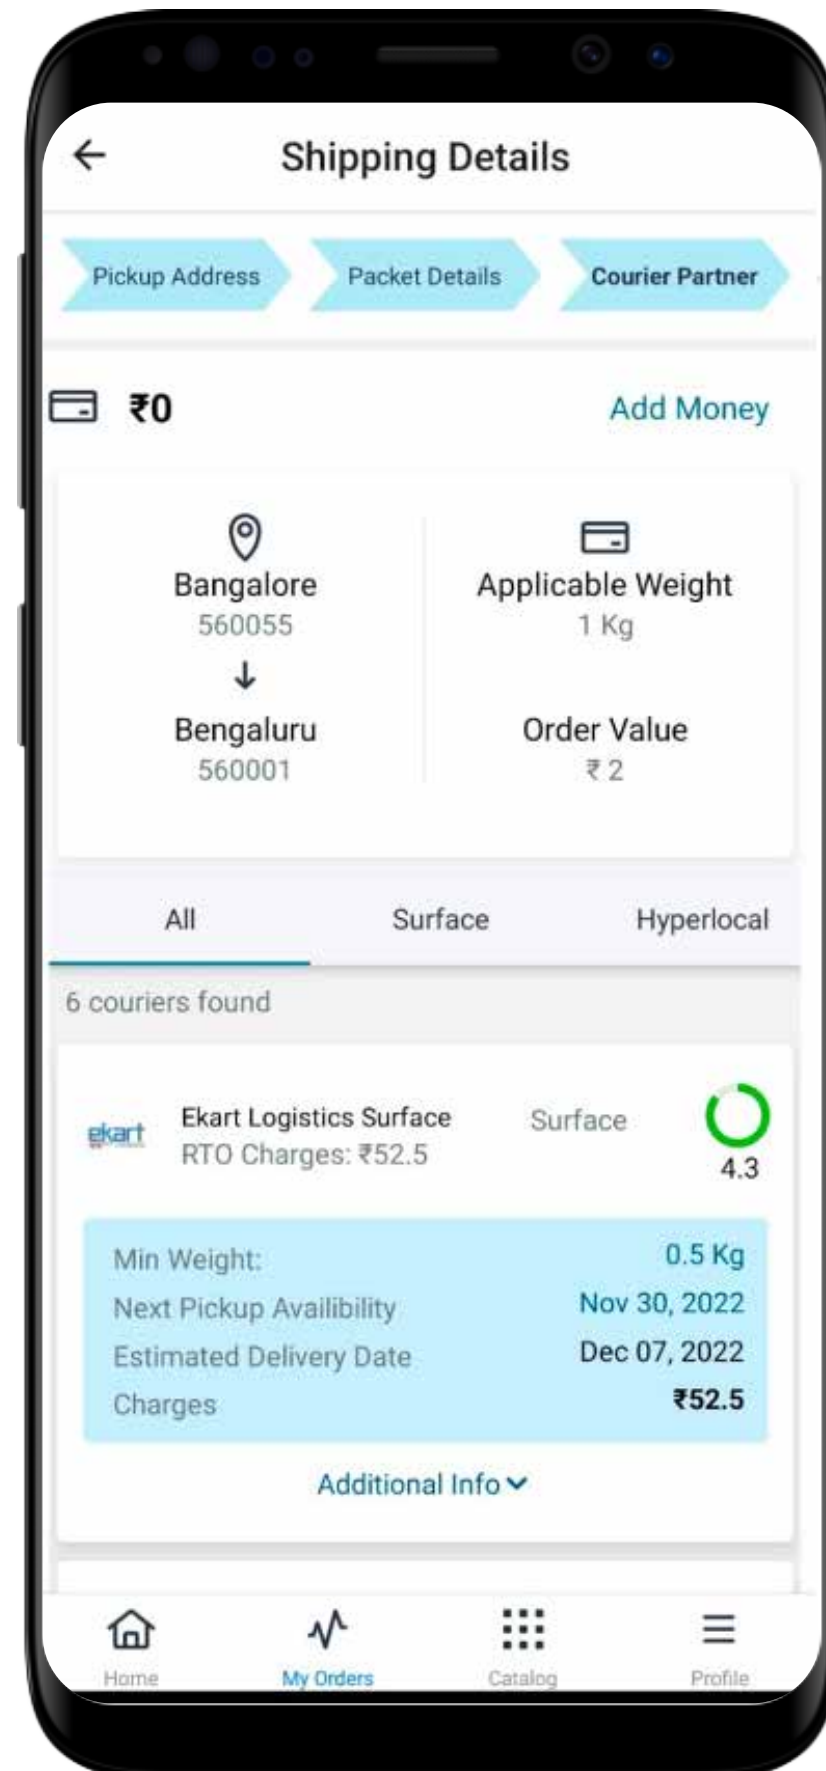 Shipping Details
Pickup Address
Packet Details
Courier Partner
₹0
Add Money
Bangalore
560055
Bengaluru
560001
Applicable Weight
1 Kg
Order Value
₹ 2
All
Surface
Hyperlocal
6 couriers found
ekart
Ekart Logistics Surface
RTO Charges: ₹52.5
Surface
4.3
Min Weight: 0.5 Kg
Next Pickup Availibility Nov 30, 2022
Estimated Delivery Date Dec 07, 2022
Charges ₹52.5
Additional Info
Home
My Orders
Catalog
Profile